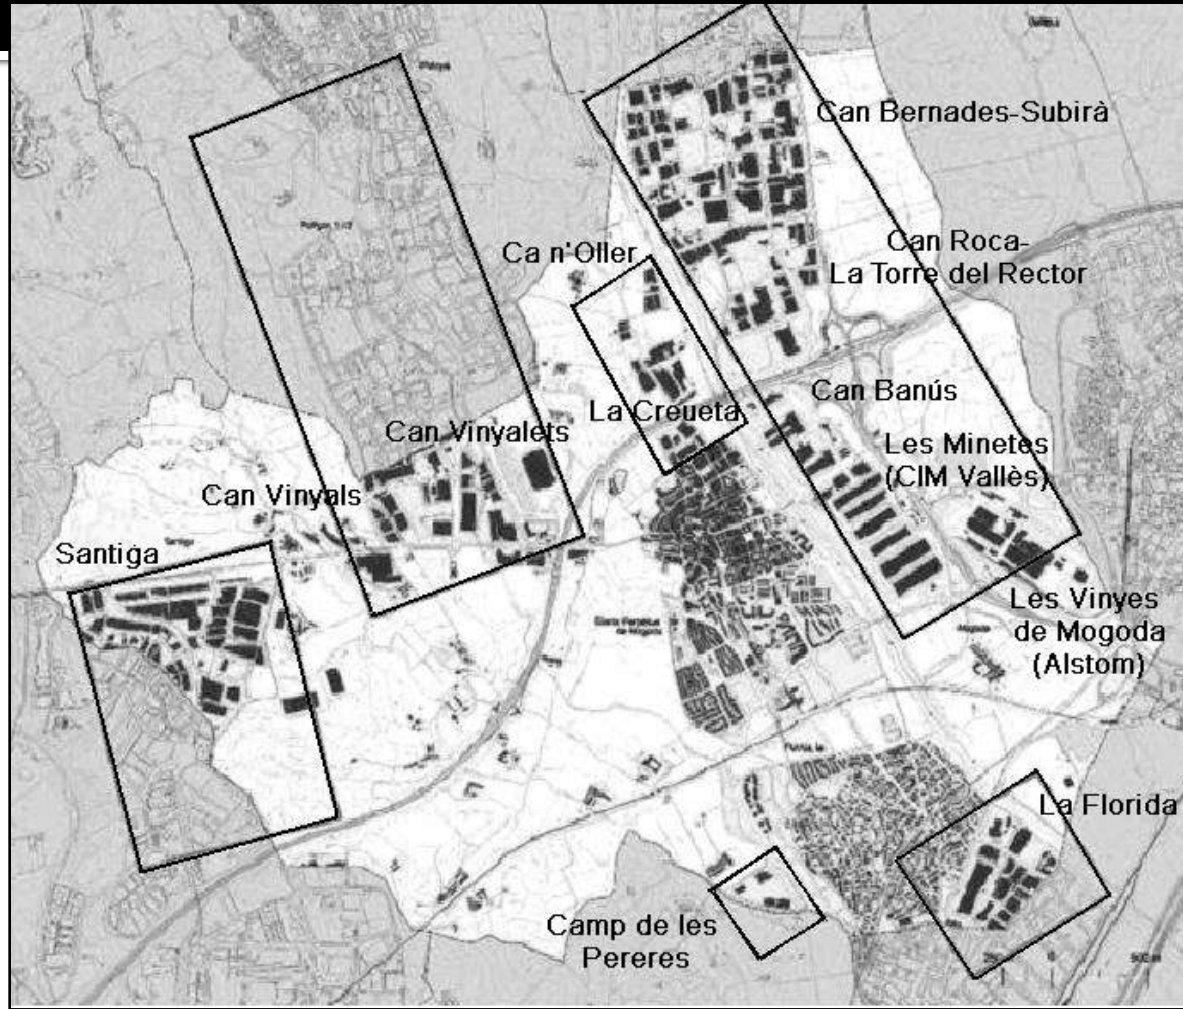 Can Bernades-Subirà
Can Roca-
La Torre del Rector
Ca n'Oller
Can Banús
La Creueta
Can Vinyalets
Les Minetes
(CIM Vallès)
Can Vinyals
Santiga
Les Vinyes
de Mogoda
(Alstom)
La Florida
Camp de les
Pereres